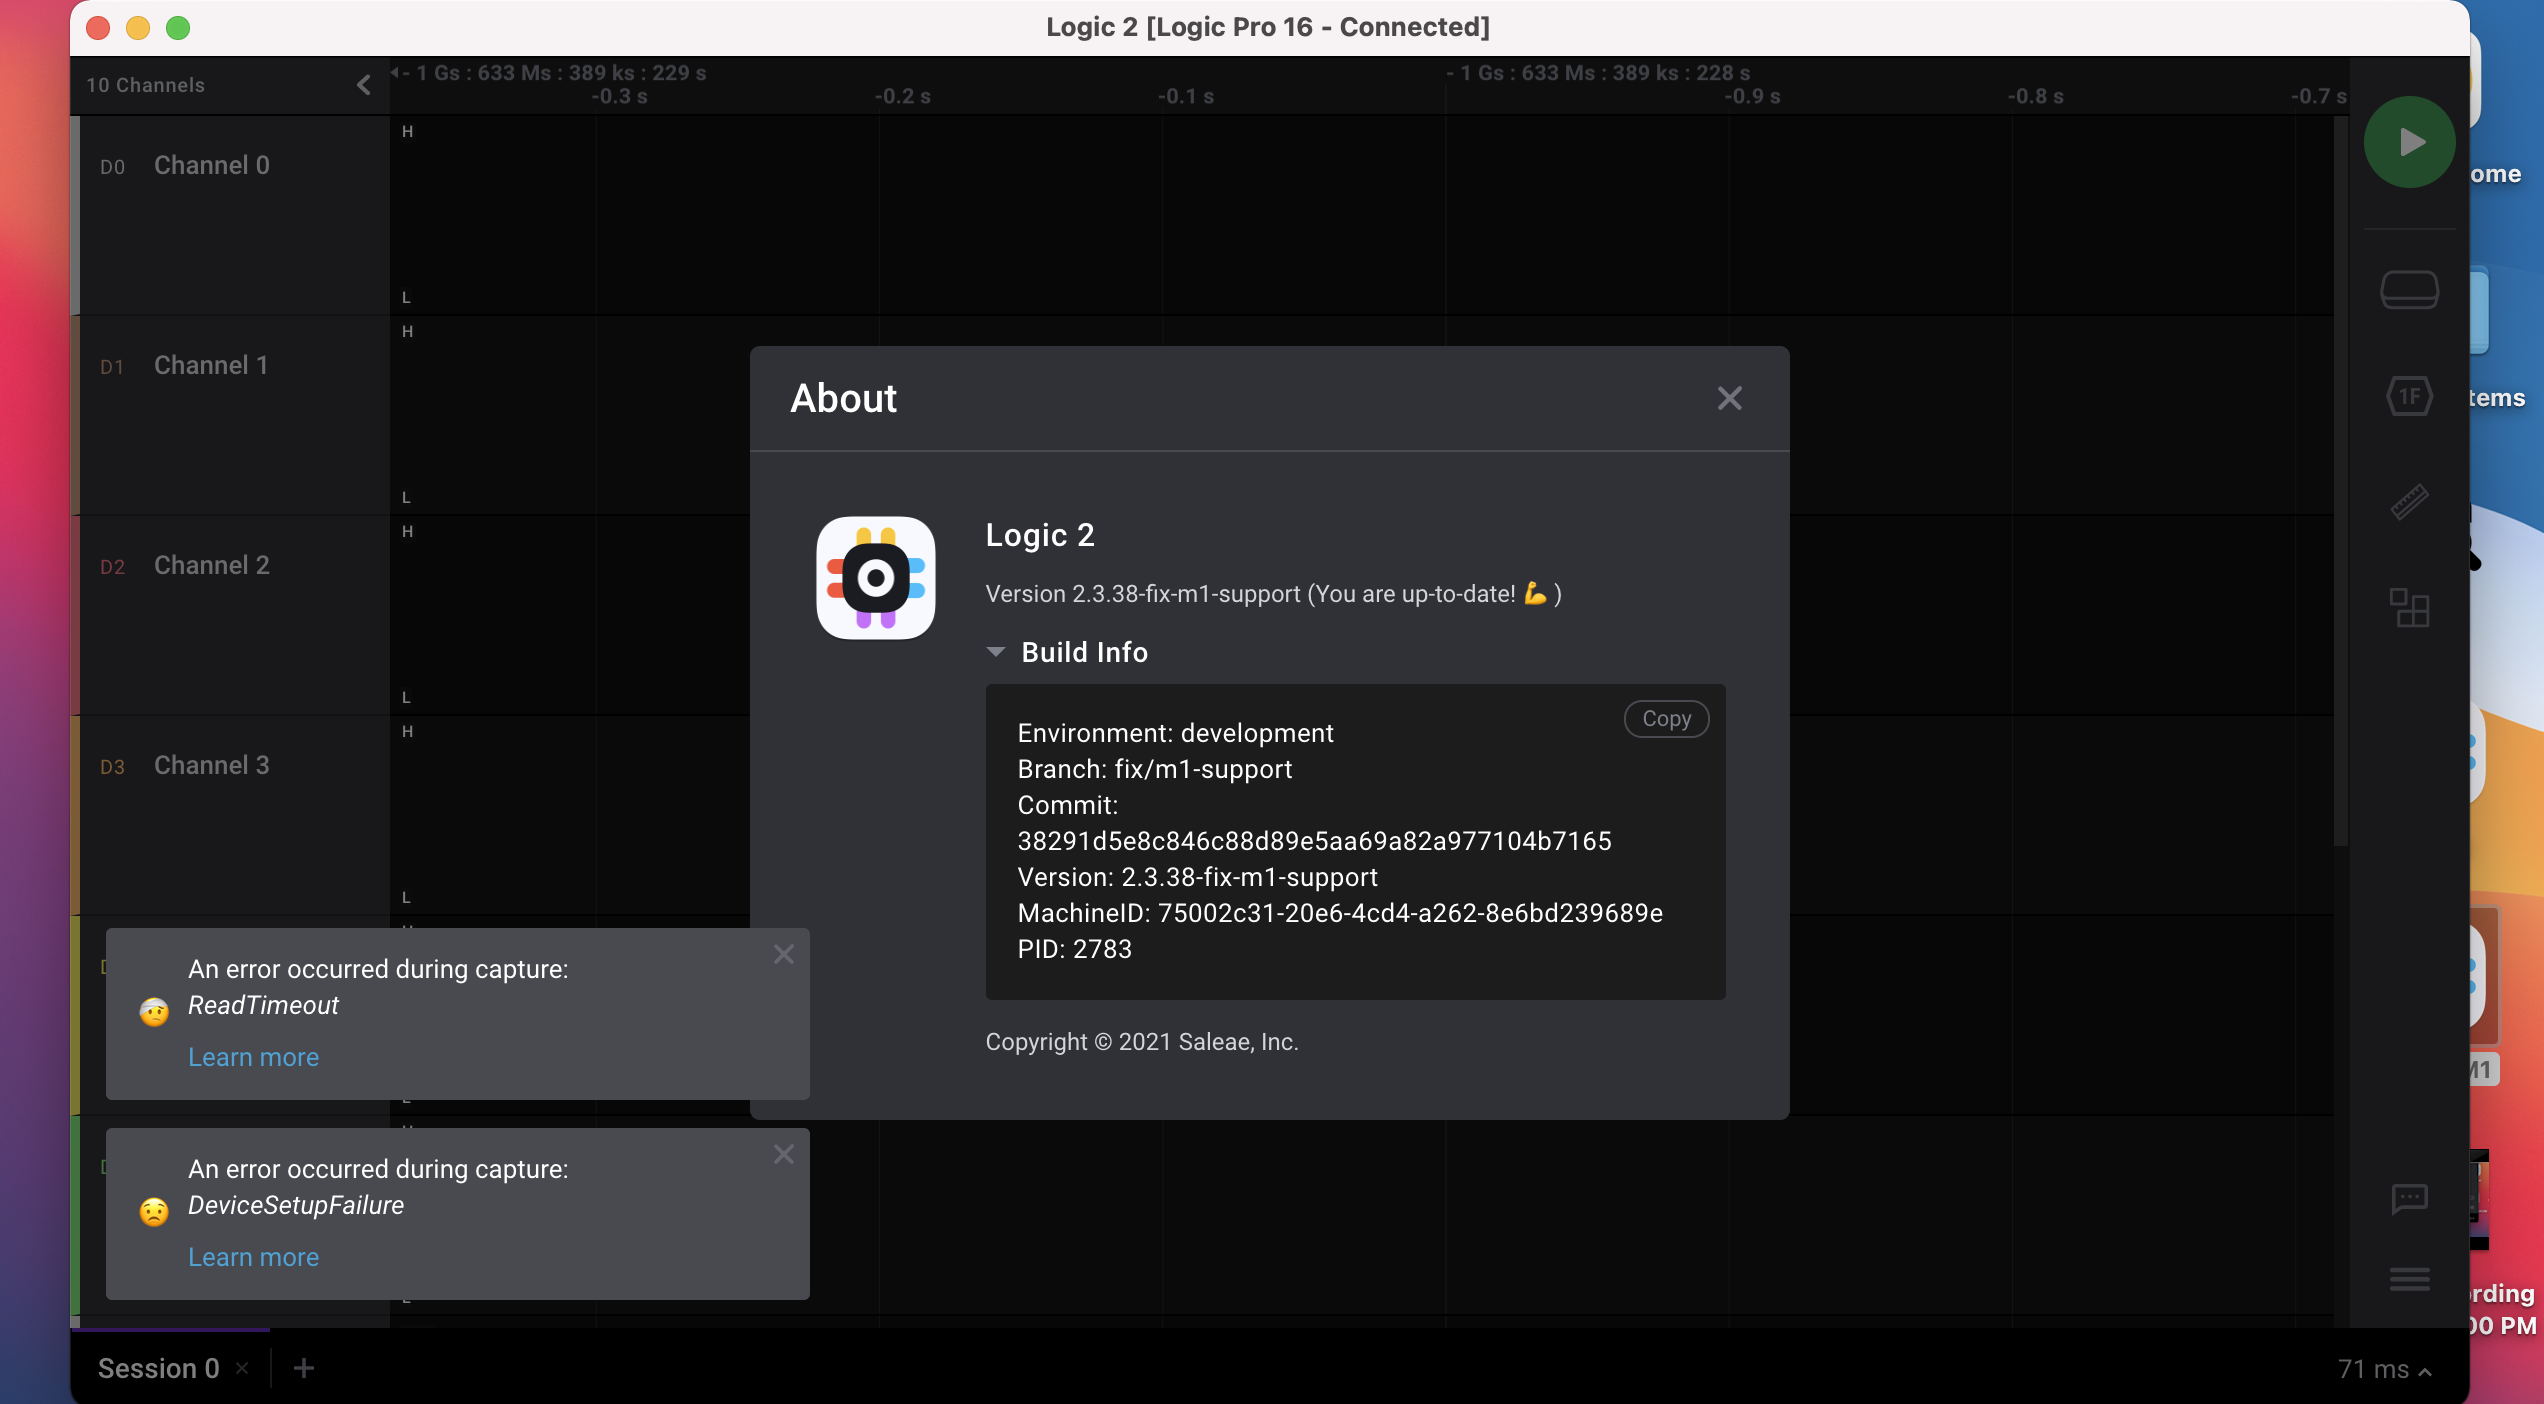 Logic 2 [Logic Pro 16 - Connected]
10 Channels
- 1 Gs : 633 Ms : 389 ks : 229 s
- 1 Gs : 633 Ms : 389 ks : 228 s
-0.3 s
-0.2 s
-0.1 s
-0.9 s
-0.8 s
-0.7 s
D0 Channel 0
H
L
D1 Channel 1
H
L
D2 Channel 2
H
L
D3 Channel 3
H
L
About
Logic 2
Version 2.3.38-fix-m1-support (You are up-to-date! 💪 )
Build Info
Copy
Environment: development
Branch: fix/m1-support
Commit:
38291d5e8c846c88d89e5aa69a82a977104b7165
Version: 2.3.38-fix-m1-support
MachineID: 75002c31-20e6-4cd4-a262-8e6bd239689e
PID: 2783
Copyright © 2021 Saleae, Inc.
An error occurred during capture:
ReadTimeout
Learn more
An error occurred during capture:
DeviceSetupFailure
Learn more
Session 0
71 ms
1F
ome
tems
M1
rding
00 PM